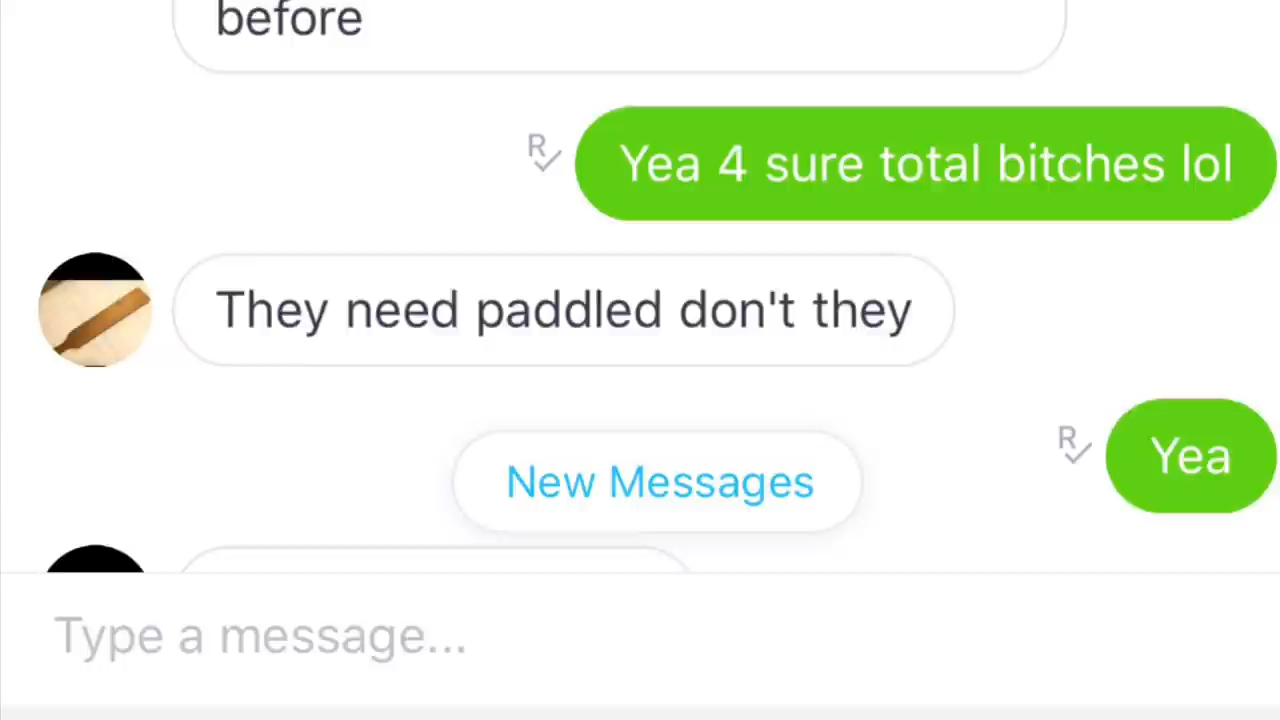 before
R
Yea 4 sure total bitches lol
They need paddled don't they
R
Yea
New Messages
Type a message...